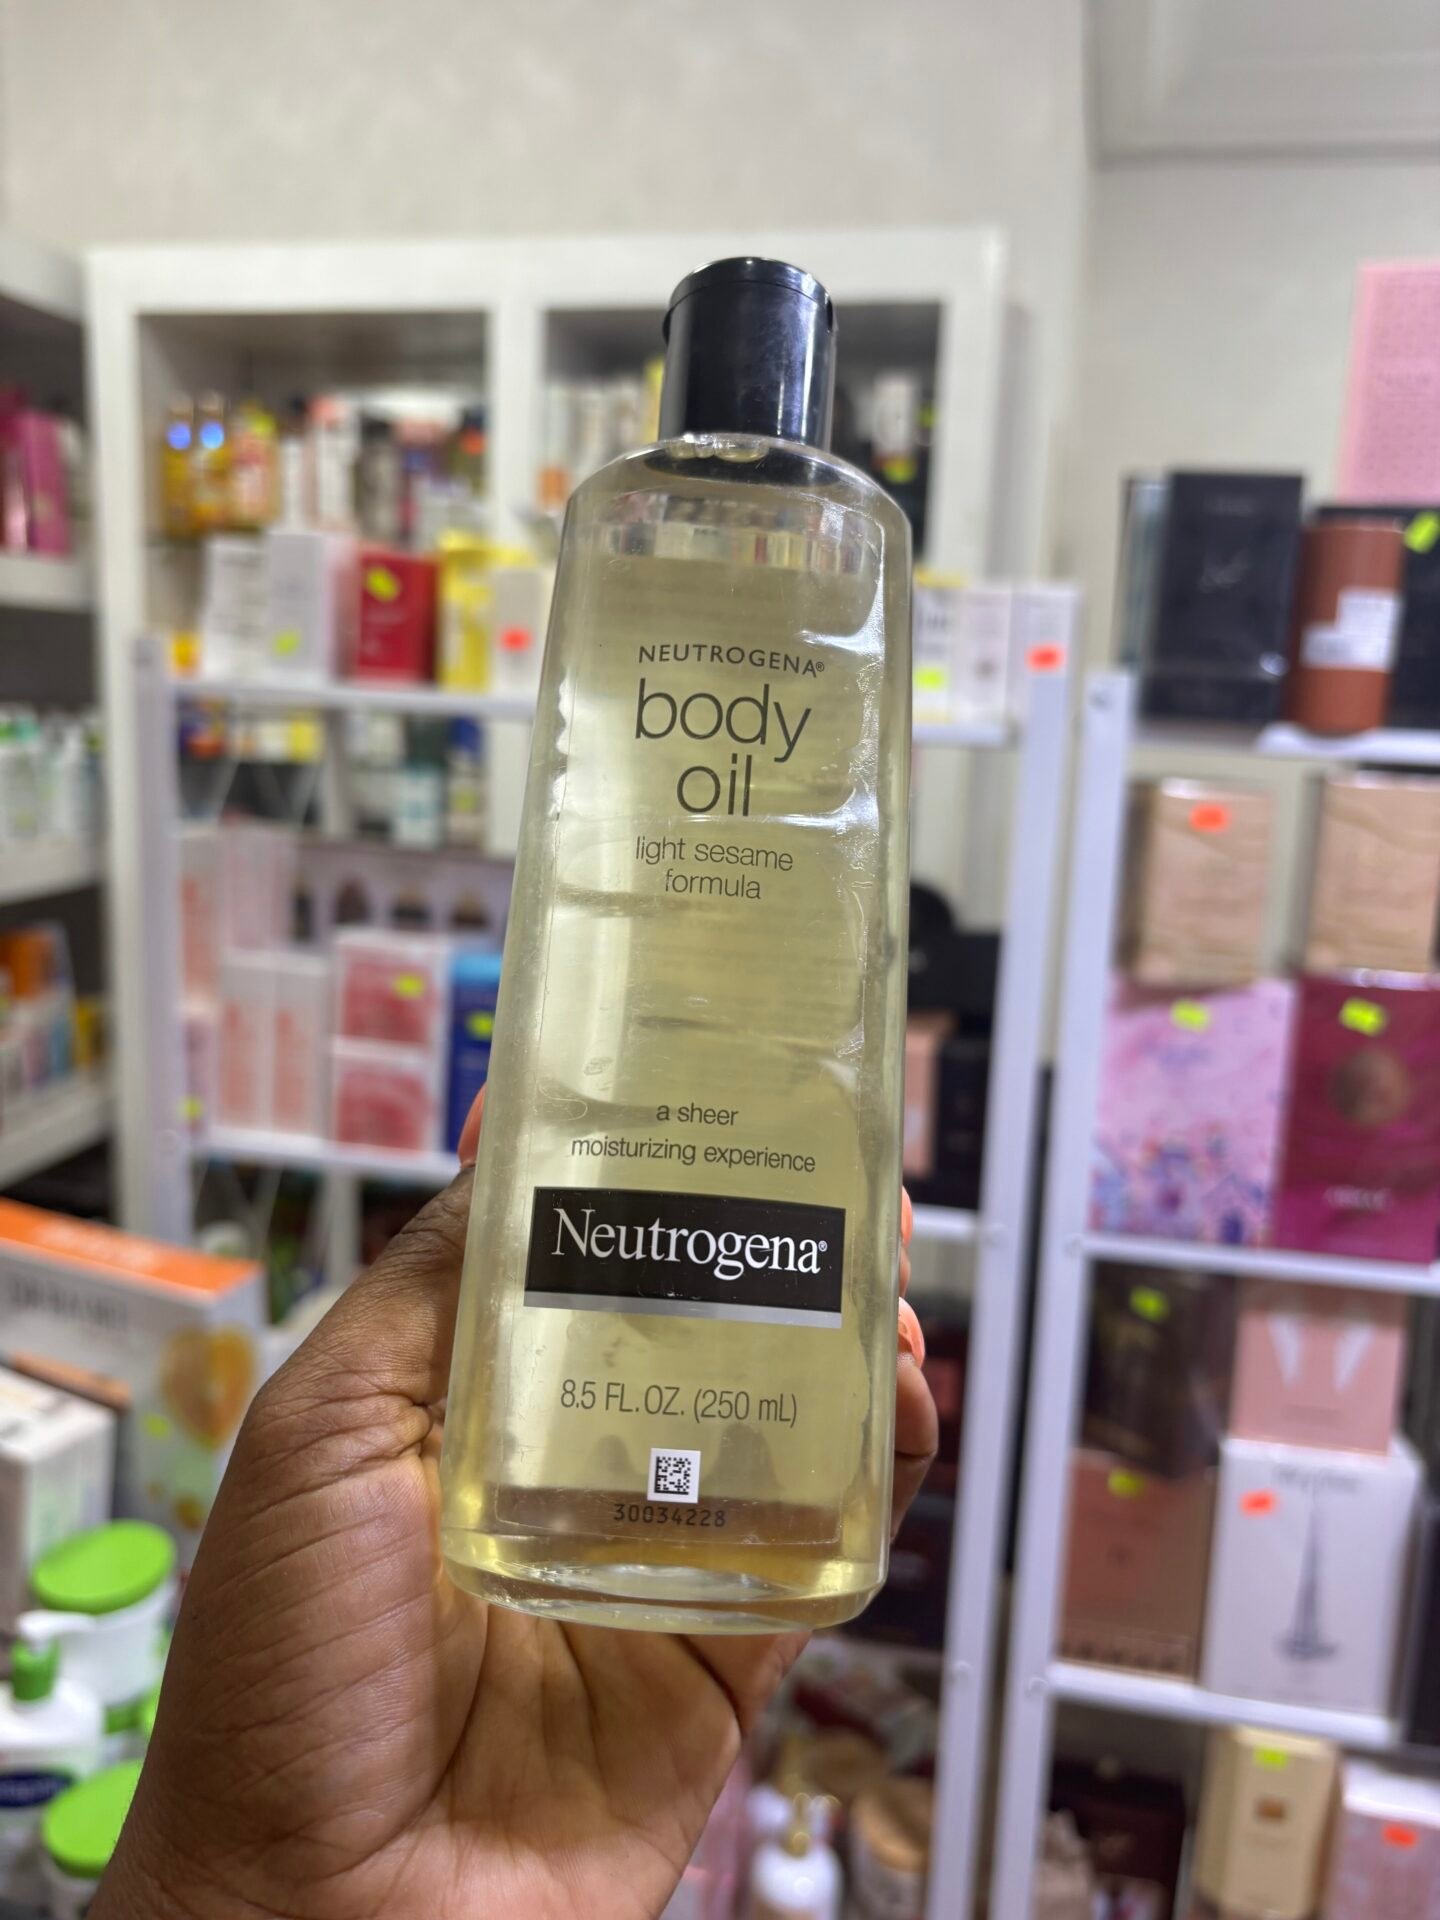 NEUTROGENA®
body
oil
light sesame
formula
a sheer
moisturizing experience
Neutrogena®
8.5 FL. OZ. (250 mL)
30034228